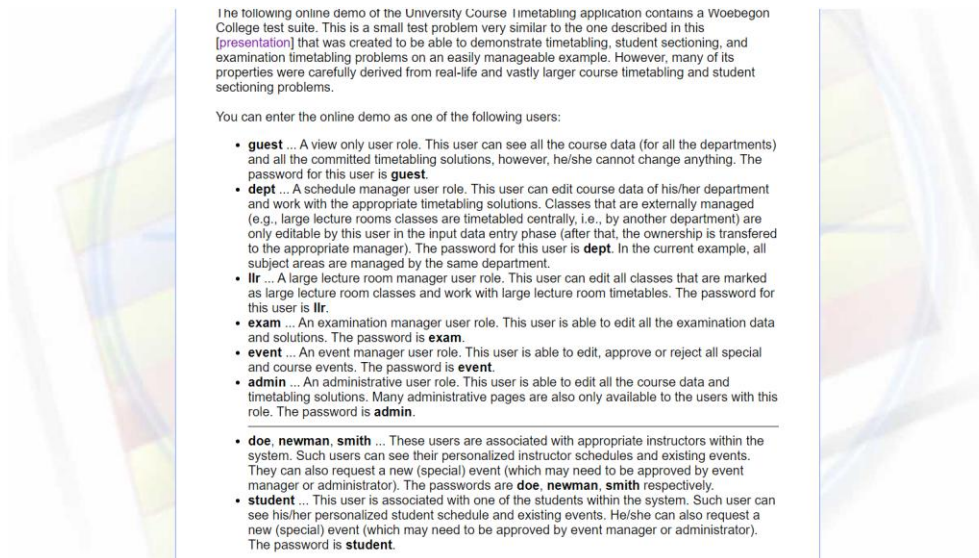 The following online demo of the University Course Timetabling application contains a Woebegon
College test suite. This is a small test problem very similar to the one described in this
[presentation] that was created to be able to demonstrate timetabling, student sectioning, and
examination timetabling problems on an easily manageable example. However, many of its
properties were carefully derived from real-life and vastly larger course timetabling and student
sectioning problems.
You can enter the online demo as one of the following users:
• guest ... A view only user role. This user can see all the course data (for all the departments)
and all the committed timetabling solutions, however, he/she cannot change anything. The
password for this user is guest.
• dept ... A schedule manager user role. This user can edit course data of his/her department
and work with the appropriate timetabling solutions. Classes that are externally managed
(e.g., large lecture rooms classes are timetabled centrally, i.e., by another department) are
only editable by this user in the input data entry phase (after that, the ownership is transfered
to the appropriate manager). The password for this user is dept. In the current example, all
subject areas are managed by the same department.
• llr ... A large lecture room manager user role. This user can edit all classes that are marked
as large lecture room classes and work with large lecture room timetables. The password for
this user is llr.
• exam ... An examination manager user role. This user is able to edit all the examination data
and solutions. The password is exam.
• event ... An event manager user role. This user is able to edit, approve or reject all special
and course events. The password is event.
• admin ... An administrative user role. This user is able to edit all the course data and
timetabling solutions. Many administrative pages are also only available to the users with this
role. The password is admin.
• doe, newman, smith ... These users are associated with appropriate instructors within the
system. Such users can see their personalized instructor schedules and existing events.
They can also request a new (special) event (which may need to be approved by event
manager or administrator). The passwords are doe, newman, smith respectively.
• student ... This user is associated with one of the students within the system. Such user can
see his/her personalized student schedule and existing events. He/she can also request a
new (special) event (which may need to be approved by event manager or administrator).
The password is student.